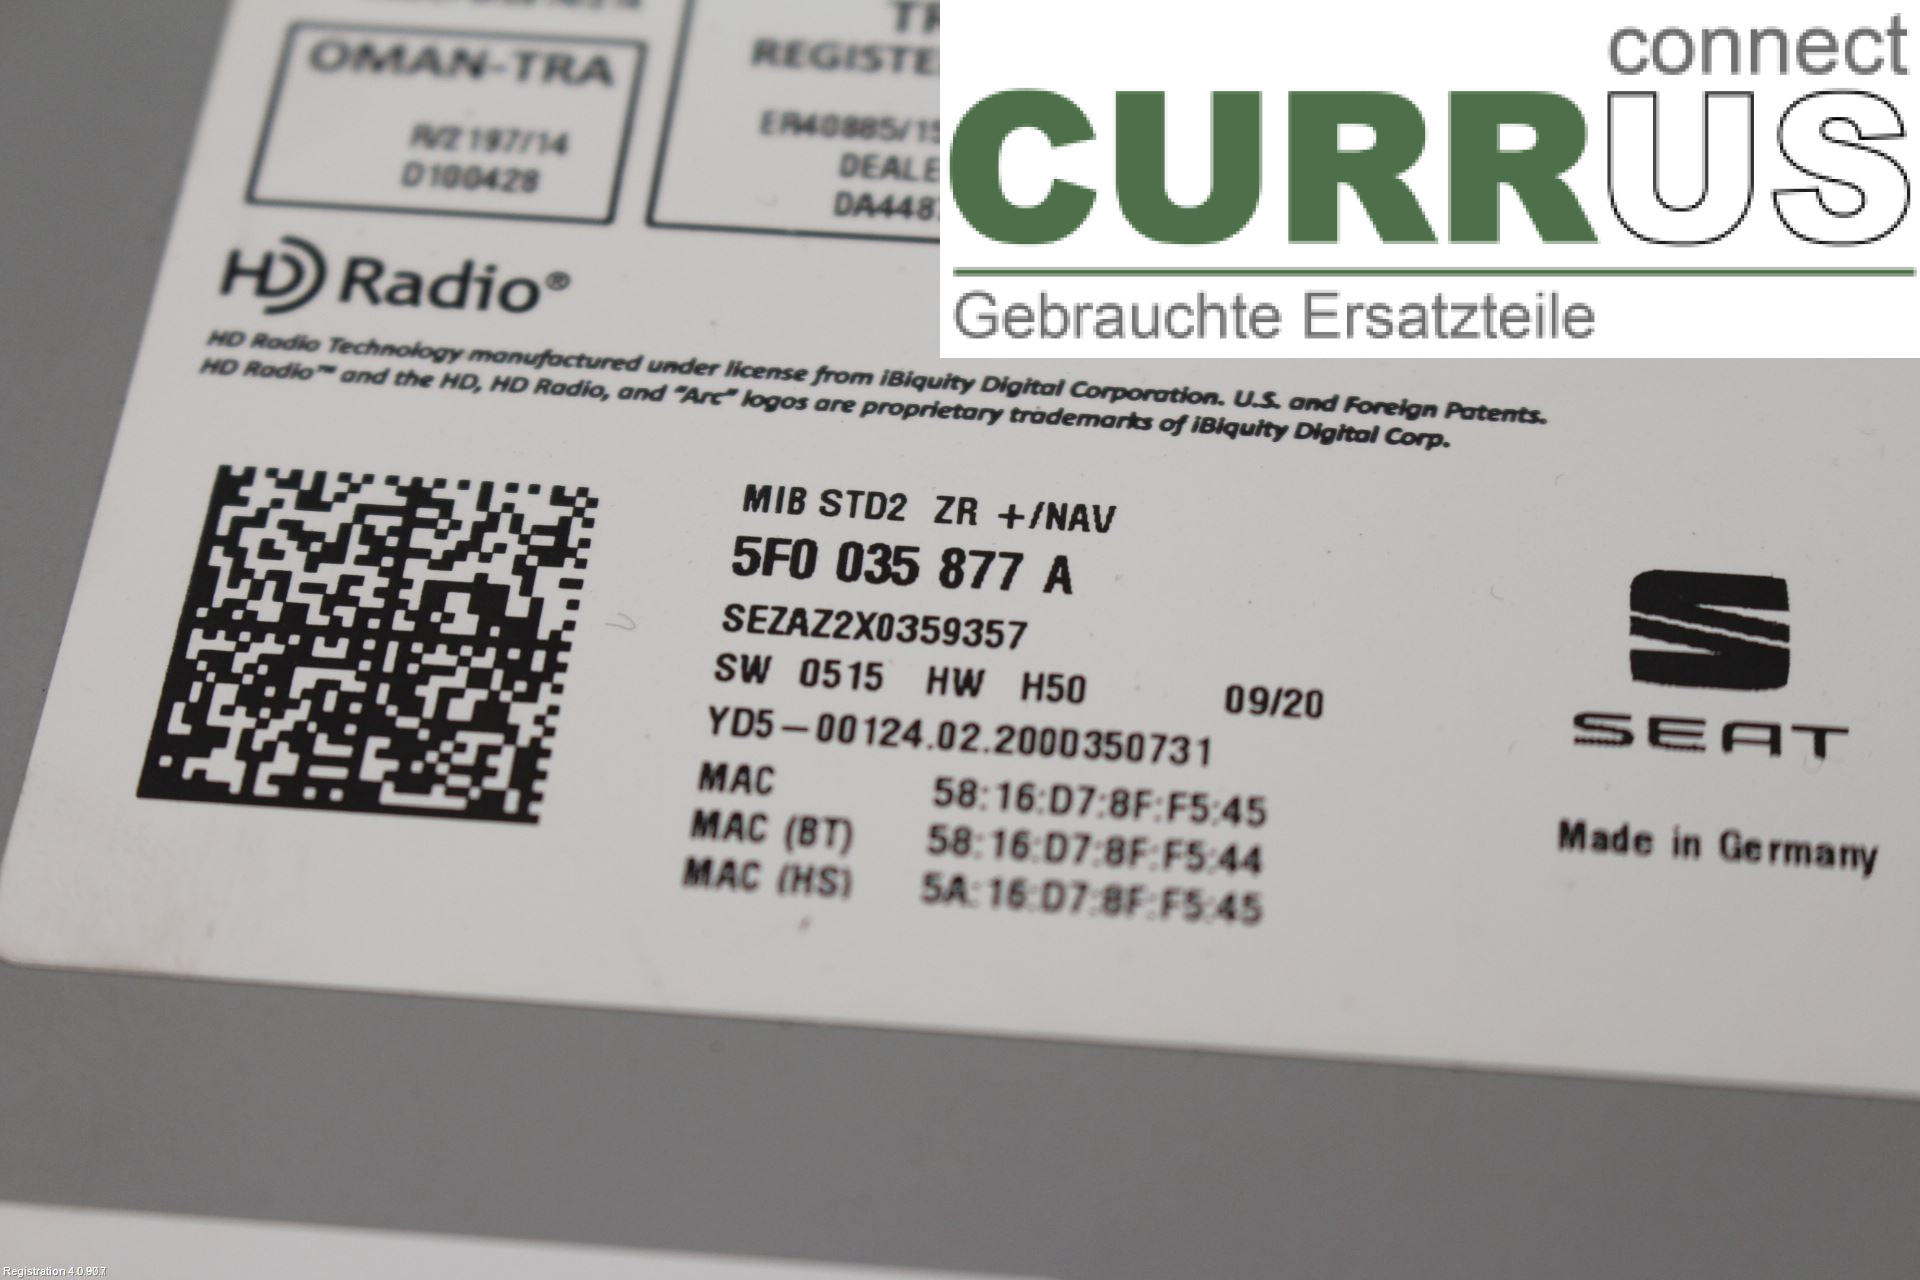 OMAN-TRA
R/2197/14
D100428
REGISTE
ER40885/15
DEALE
DA448
connect
CURRUS
Gebrauchte Ersatzteile
HD Radio®
HD Radio Technology manufactured under license from iBiquity Digital Corporation. U.S. and Foreign Patents.
HD Radio™ and the HD, HD Radio, and “Arc” logos are proprietary trademarks of iBiquity Digital Corp.
MIB STD2 ZR +/NAV
5F0 035 877 A
SEZAZ2X0359357
SW 0515 HW H50 09/20
YD5-00124.02.2000350731
MAC 58:16:D7:8F:F5:45
MAC (BT) 58:16:D7:8F:F5:44
MAC (HS) 5A:16:D7:8F:F5:45
SEAT
Made in Germany